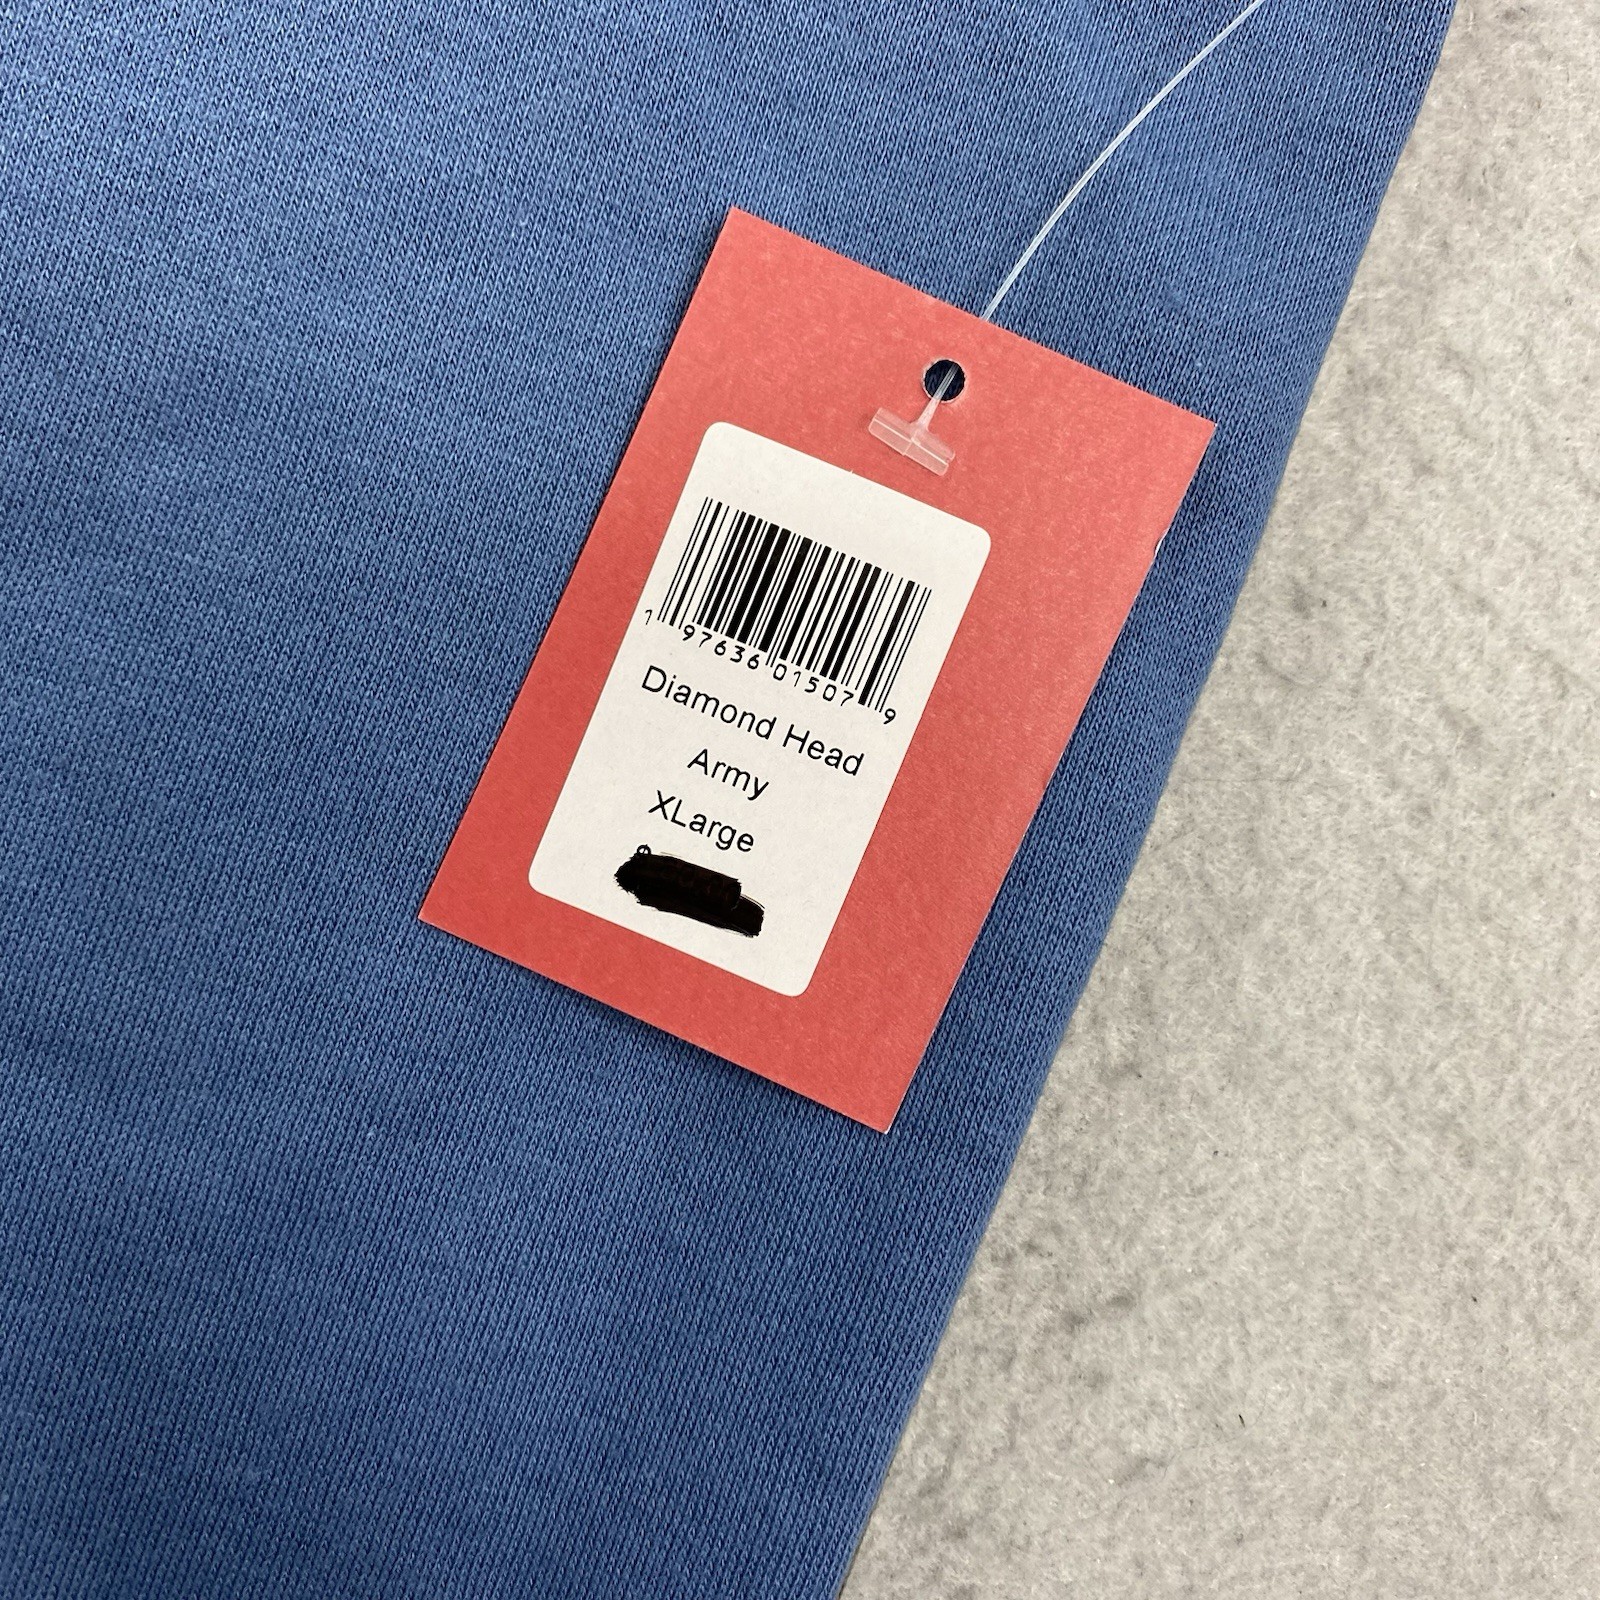 1 97636 01507 9
Diamond Head
Army
XLarge